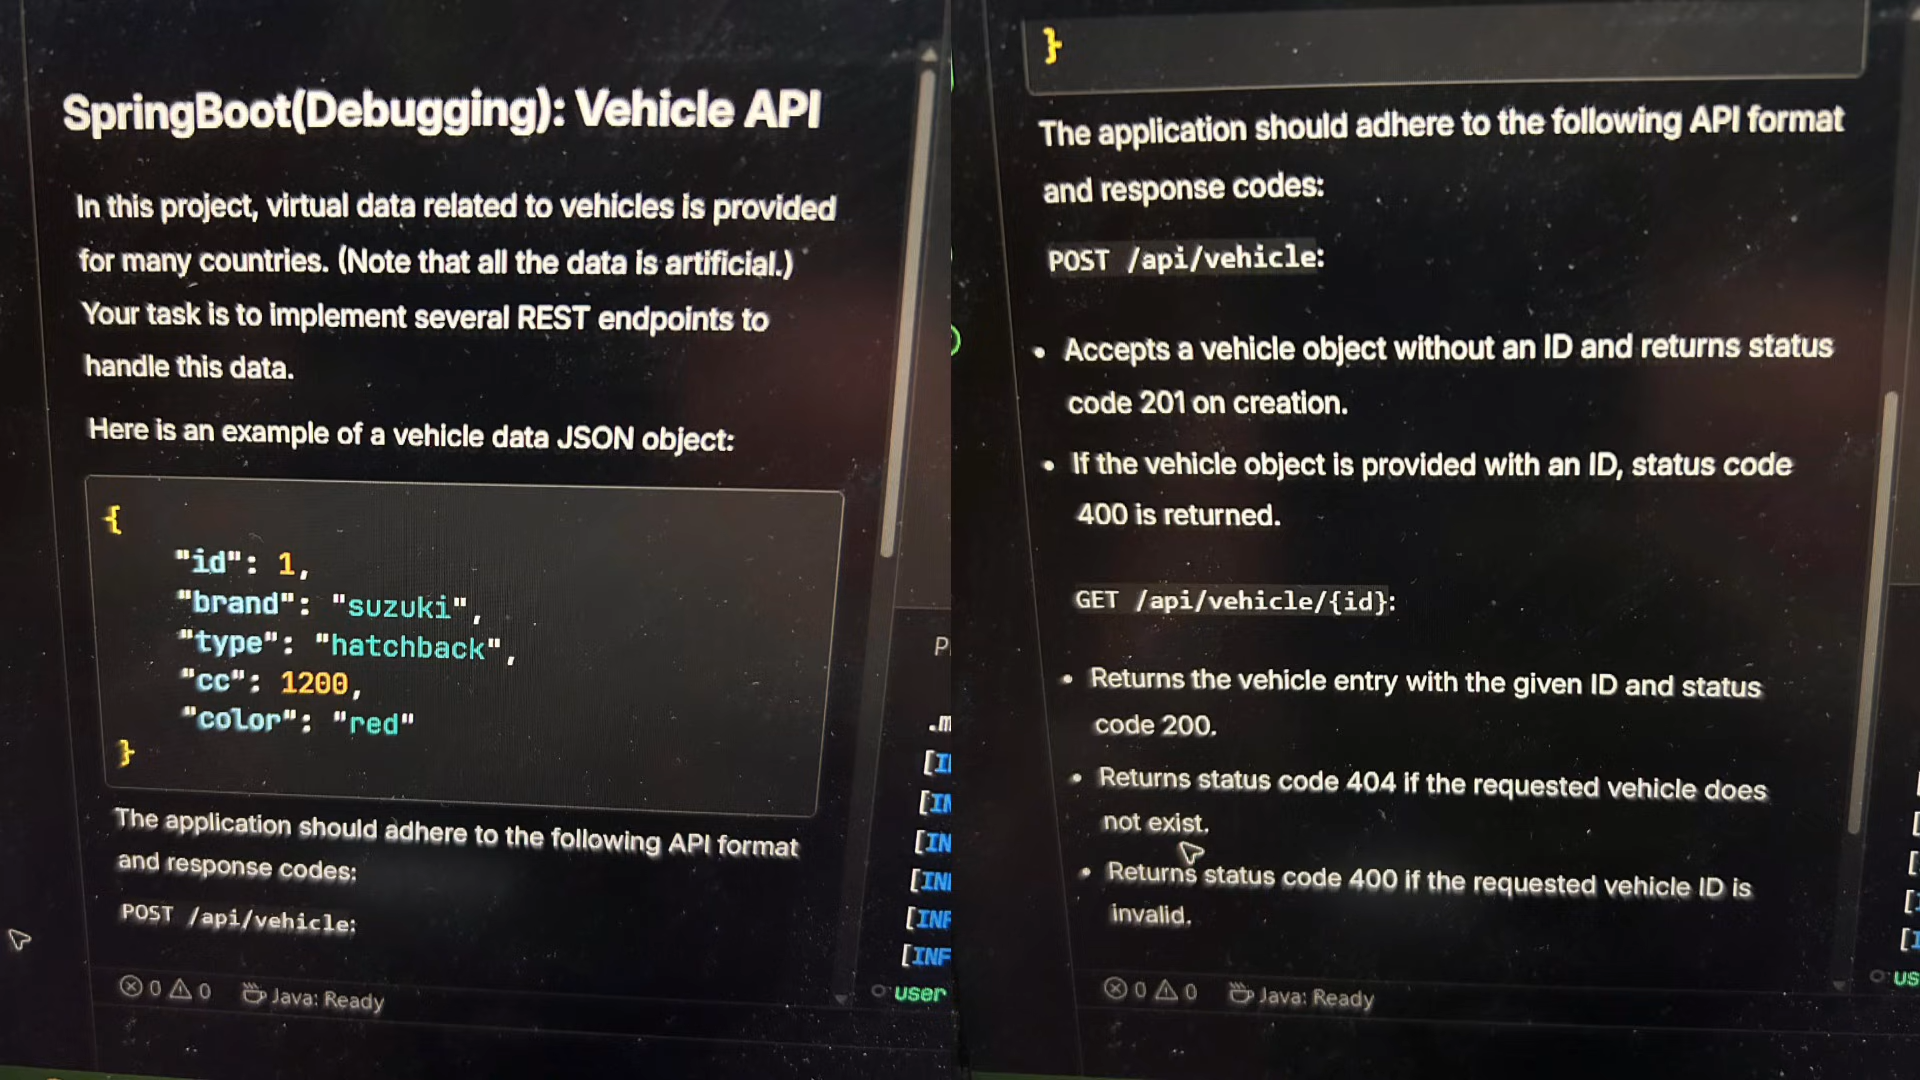 SpringBoot(Debugging): Vehicle API
In this project, virtual data related to vehicles is provided
for many countries. (Note that all the data is artificial.)
Your task is to implement several REST endpoints to
handle this data.
Here is an example of a vehicle data JSON object:
{
"id": 1,
"brand": "suzuki",
"type": "hatchback",
"cc": 1200,
"color": "red"
}
The application should adhere to the following API format
and response codes:
POST /api/vehicle:
0 0 Java: Ready
P
.m
[I
[IN
[IN
[IN
[INF
[INF
user
}
The application should adhere to the following API format
and response codes:
POST /api/vehicle:
• Accepts a vehicle object without an ID and returns status
code 201 on creation.
• If the vehicle object is provided with an ID, status code
400 is returned.
GET /api/vehicle/{id}:
• Returns the vehicle entry with the given ID and status
code 200.
• Returns status code 404 if the requested vehicle does
not exist.
• Returns status code 400 if the requested vehicle ID is
invalid.
0 0 Java: Ready
us